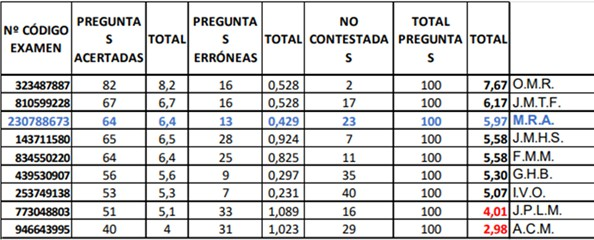 Nº CÓDIGO EXAMEN PREGUNTAS ACERTADAS TOTAL PREGUNTAS ERRÓNEAS TOTAL NO CONTESTADAS TOTAL PREGUNTAS TOTAL
323487887 82 8,2 16 0,528 2 100 7,67 O.M.R.
810599228 67 6,7 16 0,528 17 100 6,17 J.M.T.F.
230788673 64 6,4 13 0,429 23 100 5,97 M.R.A.
143711580 65 6,5 28 0,924 7 100 5,58 J.M.H.S.
834550220 64 6,4 25 0,825 11 100 5,58 F.M.M.
439530907 56 5,6 9 0,297 35 100 5,30 G.H.B.
253749138 53 5,3 7 0,231 40 100 5,07 I.V.O.
773048803 51 5,1 33 1,089 16 100 4,01 J.P.L.M.
946643995 40 4 31 1,023 29 100 2,98 A.C.M.